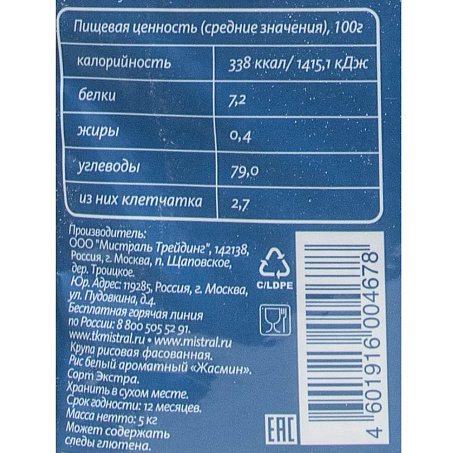 Пищевая ценность (средние значения), 100г
калорийность 338 ккал/ 1415,1 кДж
белки 7,2
жиры 0,4
углеводы 79,0
из них клетчатка 2,7
Производитель:
ООО "Мистраль Трейдинг", 142138,
Россия, г. Москва, п. Щаповское,
дер. Троицкое.
Юр. Адрес: 119285, Россия, г. Москва,
ул. Пудовкина, д.4.
Бесплатная горячая линия
по России: 8 800 505 52 91.
www.tkmistral.ru • www.mistral.ru
Крупа рисовая фасованная.
Рис белый ароматный «Жасмин».
Сорт Экстра.
Хранить в сухом месте.
Срок годности: 12 месяцев.
Масса нетто: 5 кг
Может содержать
следы глютена.
C/LDPE
EAC
4 601916 004678